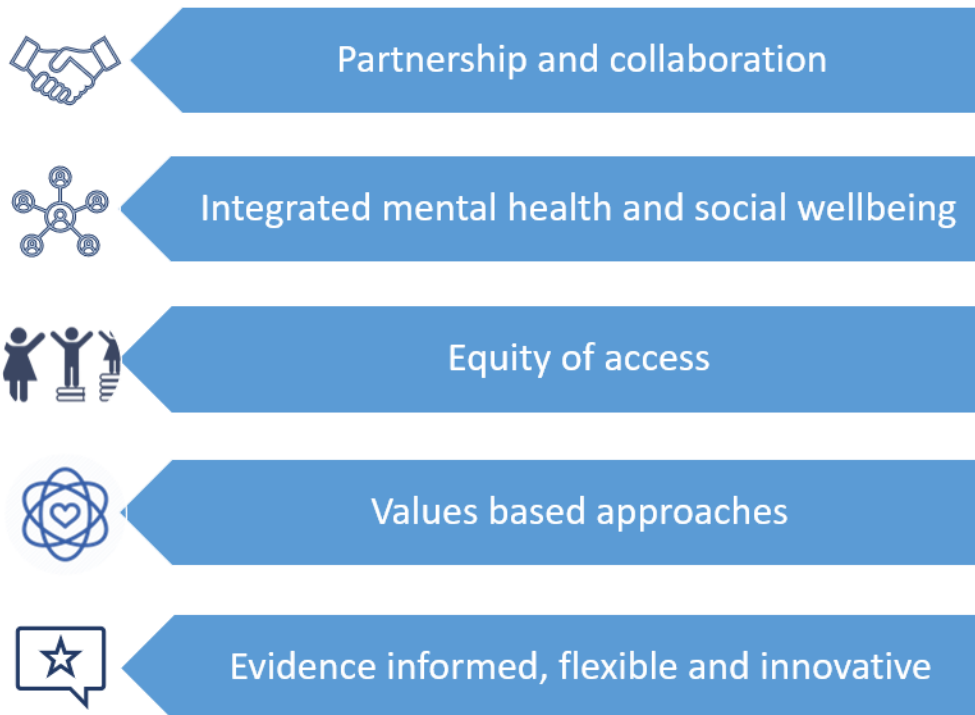 Partnership and collaboration
Integrated mental health and social wellbeing
Equity of access
Values based approaches
Evidence informed, flexible and innovative